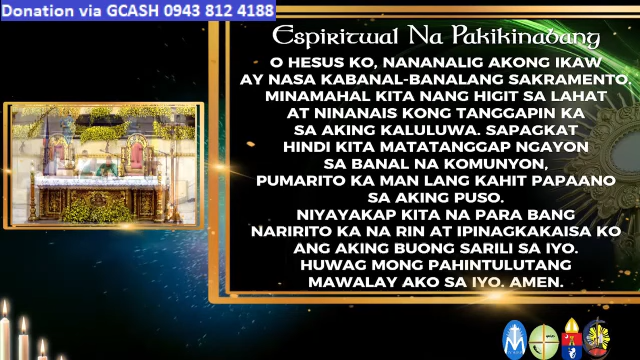 Donation via GCASH 0943 812 4188
Espiritwal Na Pakikinabang
O HESUS KO, NANANALIG AKONG IKAW
AY NASA KABANAL-BANALANG SAKRAMENTO.
MINAMAHAL KITA NANG HIGIT SA LAHAT
AT NINANAIS KONG TANGGAPIN KA
SA AKING KALULUWA. SAPAGKAT
HINDI KITA MATATANGGAP NGAYON
SA BANAL NA KOMUNYON,
PUMARITO KA MAN LANG KAHIT PAPAANO
SA AKING PUSO.
NIYAYAKAP KITA NA PARA BANG
NARIRITO KA NA RIN AT IPINAGKAKAISA KO
ANG AKING BUONG SARILI SA IYO.
HUWAG MONG PAHINTULUTANG
MAWALAY AKO SA IYO. AMEN.